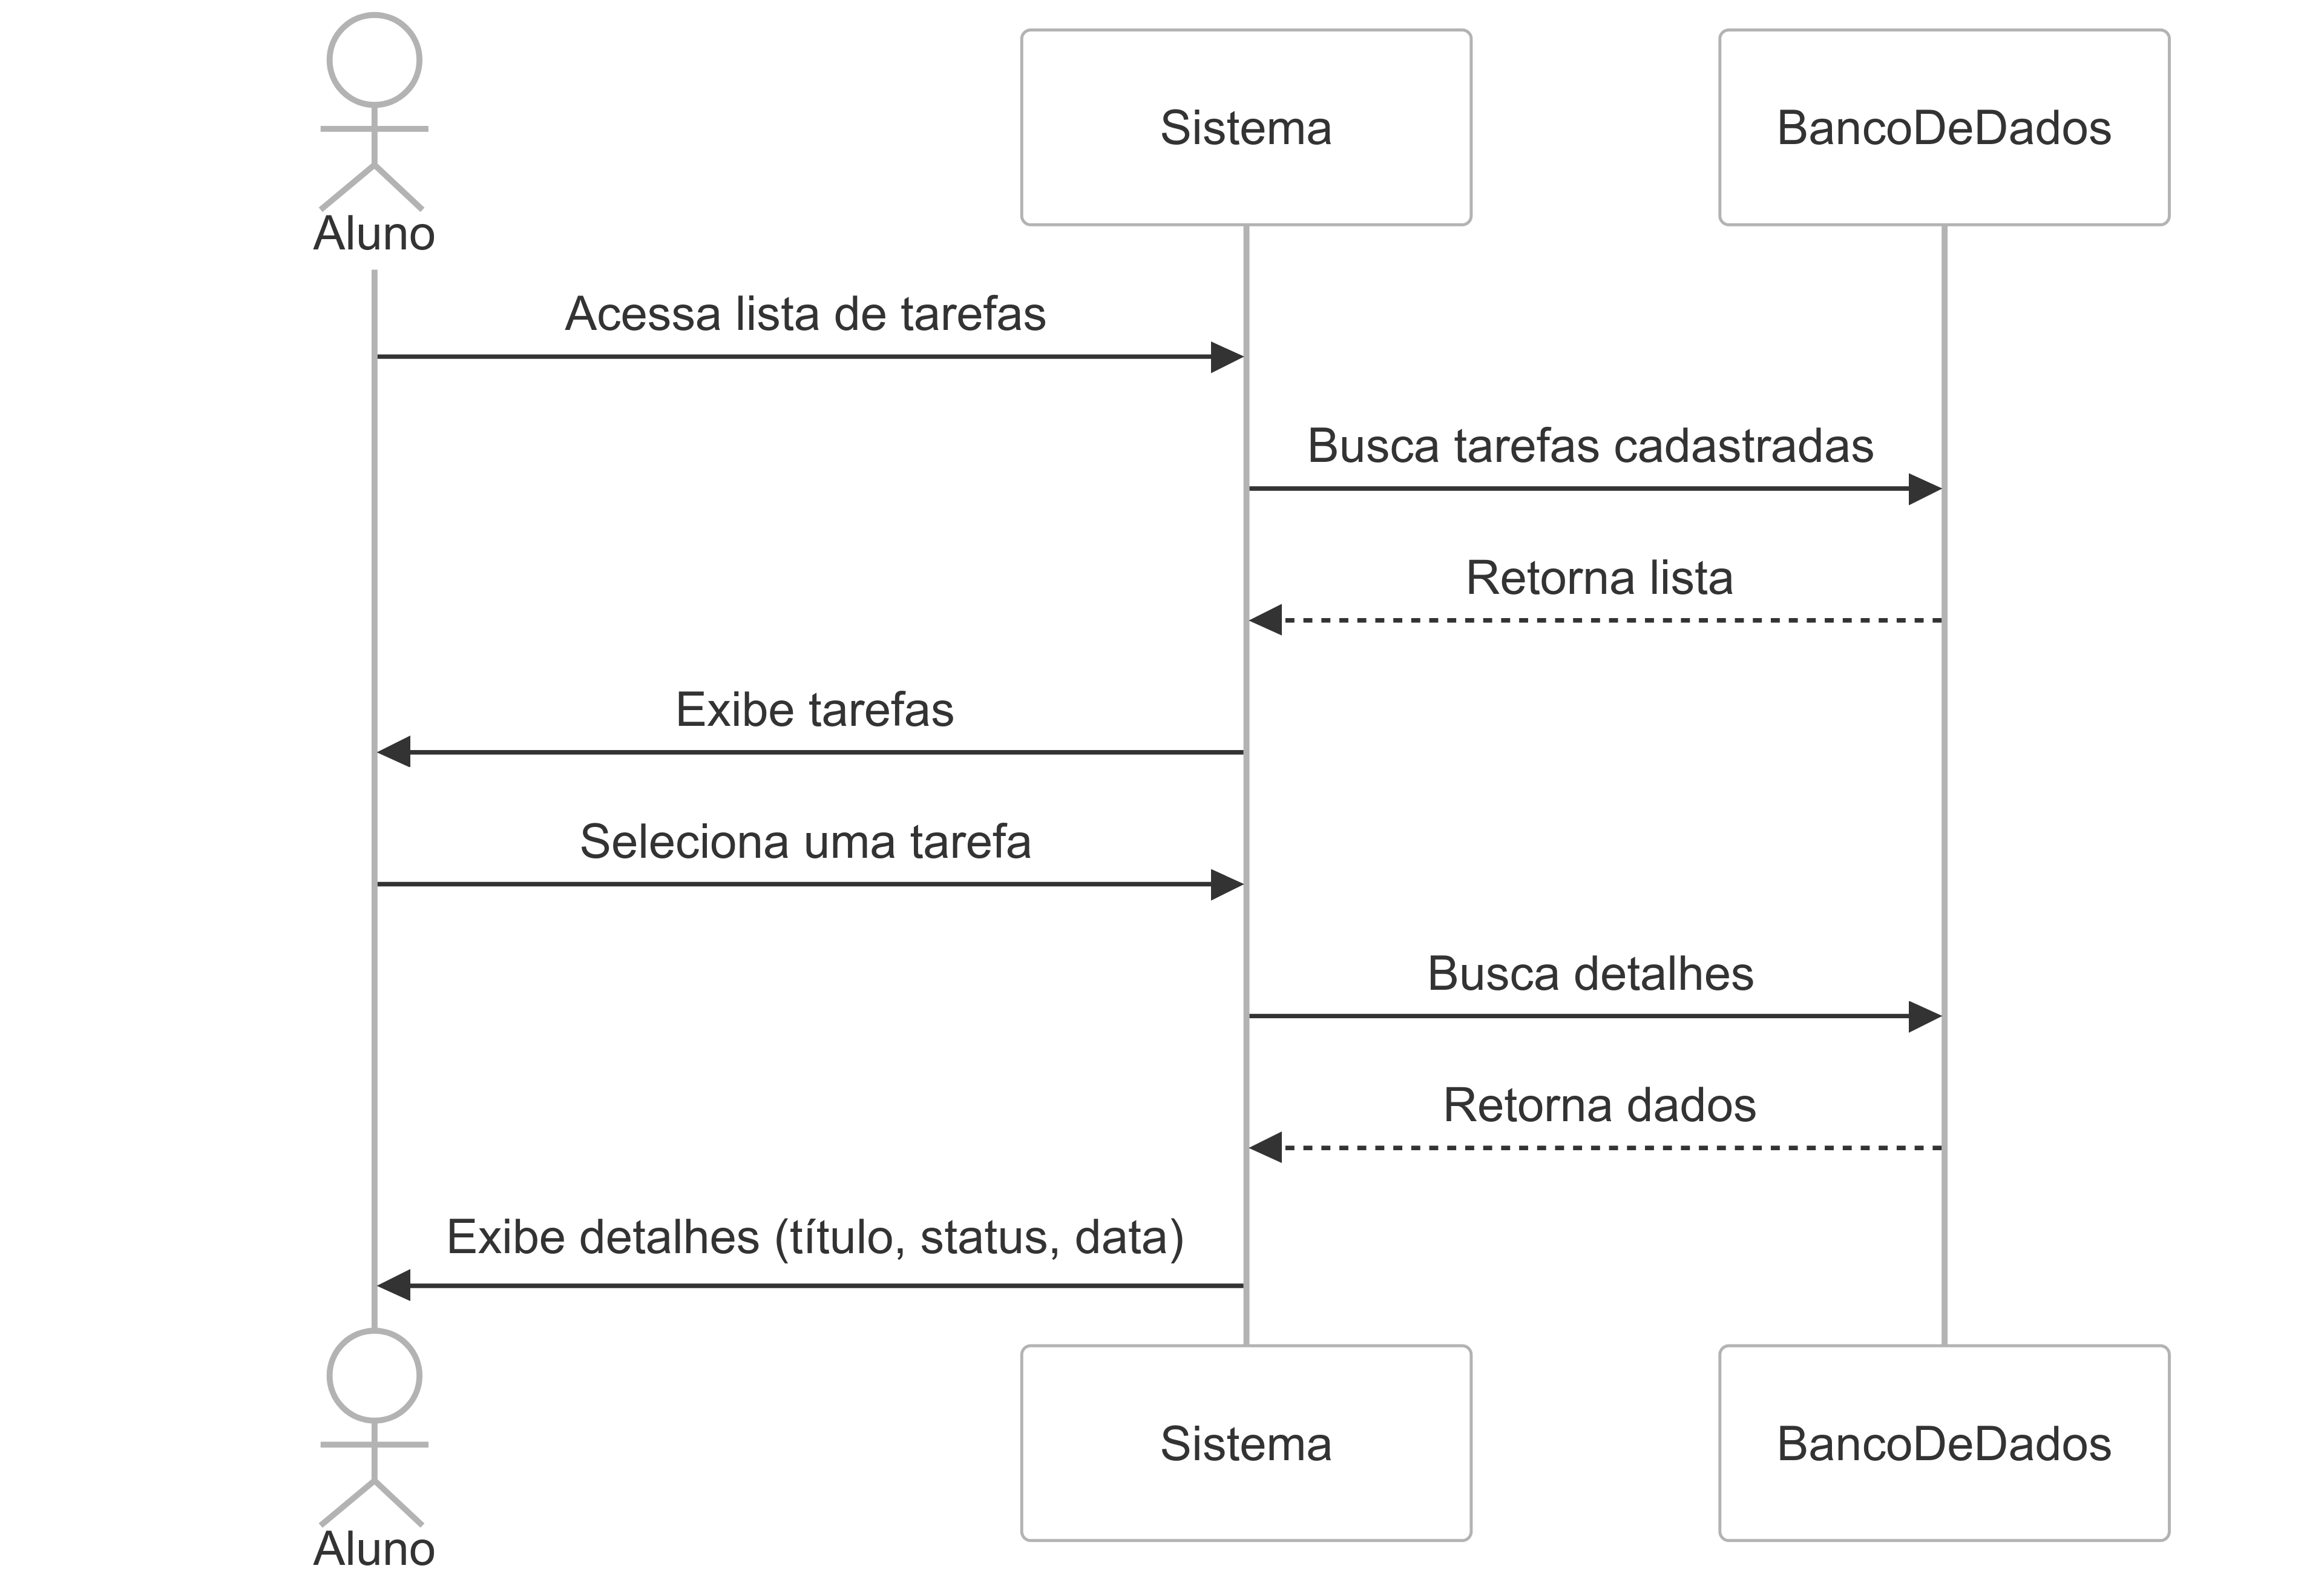 Aluno
Sistema
BancoDeDados
Acessa lista de tarefas
Busca tarefas cadastradas
Retorna lista
Exibe tarefas
Seleciona uma tarefa
Busca detalhes
Retorna dados
Exibe detalhes (título, status, data)
Aluno
Sistema
BancoDeDados